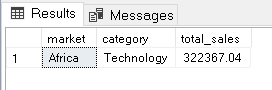 Results Messages
market category total_sales
1 Africa Technology 322367.04